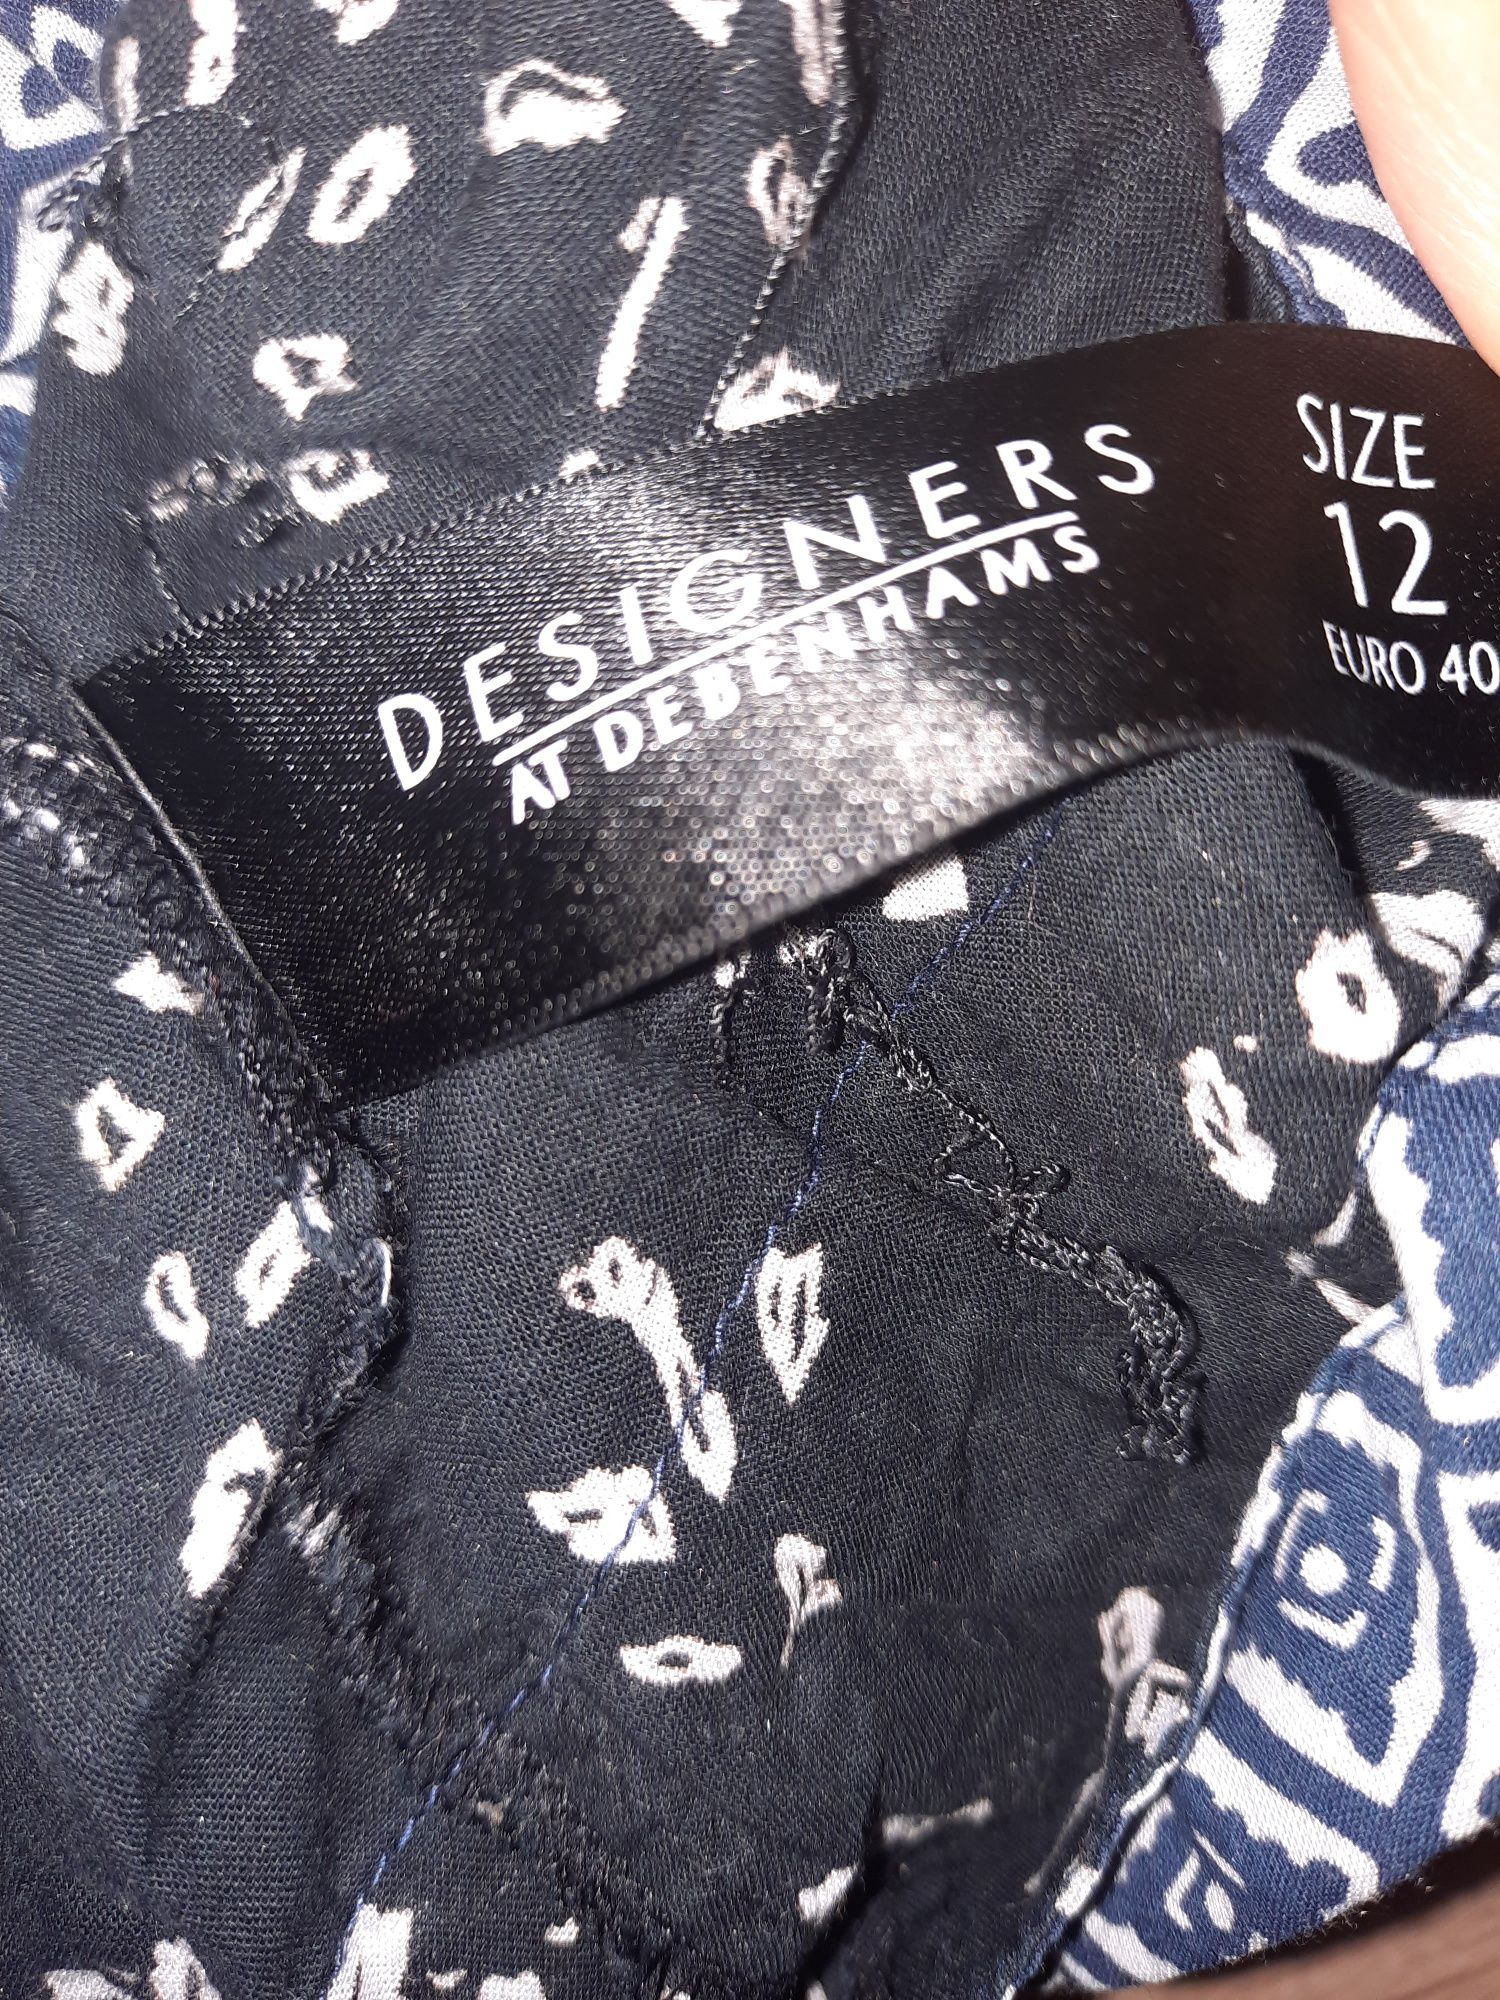 DESIGNERS
AT DEBENHAMS
SIZE
12
EURO 40